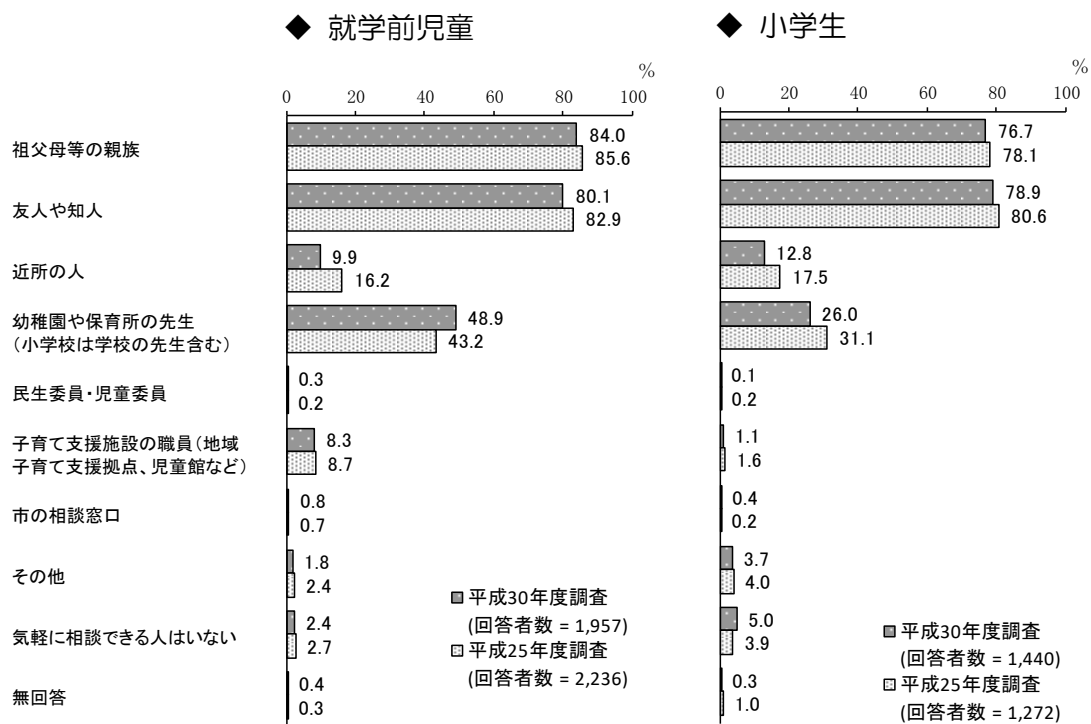 ◆ 就学前児童
◆ 小学生
%
0 20 40 60 80 100
%
0 20 40 60 80 100
祖父母等の親族
84.0
85.6
76.7
78.1
友人や知人
80.1
82.9
78.9
80.6
近所の人
9.9
16.2
12.8
17.5
幼稚園や保育所の先生
(小学校は学校の先生含む)
48.9
43.2
26.0
31.1
民生委員・児童委員
0.3
0.2
0.1
0.2
子育て支援施設の職員(地域
子育て支援拠点、児童館など)
8.3
8.7
1.1
1.6
市の相談窓口
0.8
0.7
0.4
0.2
その他
1.8
2.4
3.7
4.0
気軽に相談できる人はいない
2.4
2.7
5.0
3.9
無回答
0.4
0.3
0.3
1.0
平成30年度調査
(回答者数 = 1,957)
平成25年度調査
(回答者数 = 2,236)
平成30年度調査
(回答者数 = 1,440)
平成25年度調査
(回答者数 = 1,272)